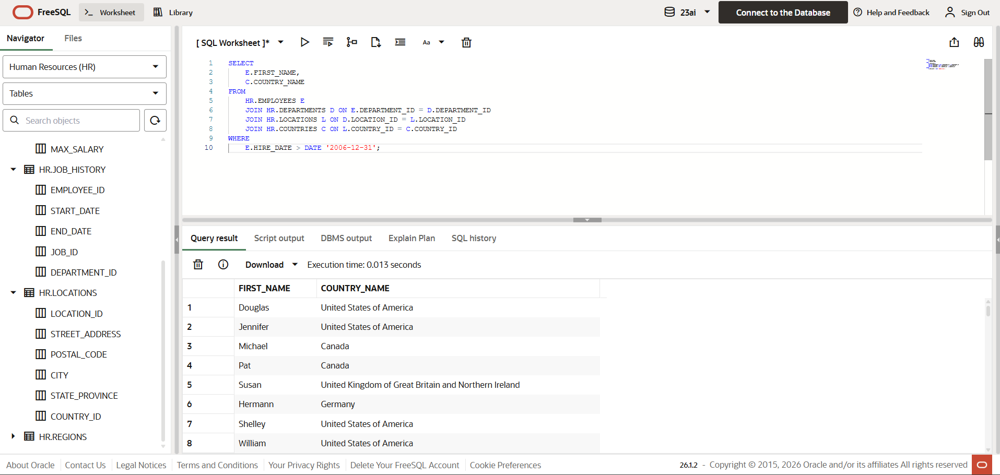 FreeSQL
Worksheet
Library
23ai
Connect to the Database
Help and Feedback
Sign Out
Navigator
Files
Human Resources (HR)
Tables
Search objects
MAX_SALARY
HR.JOB_HISTORY
EMPLOYEE_ID
START_DATE
END_DATE
JOB_ID
DEPARTMENT_ID
HR.LOCATIONS
LOCATION_ID
STREET_ADDRESS
POSTAL_CODE
CITY
STATE_PROVINCE
COUNTRY_ID
HR.REGIONS
[ SQL Worksheet ]*
Aa
1 SELECT
2 E.FIRST_NAME,
3 C.COUNTRY_NAME
4 FROM
5 HR.EMPLOYEES E
6 JOIN HR.DEPARTMENTS D ON E.DEPARTMENT_ID = D.DEPARTMENT_ID
7 JOIN HR.LOCATIONS L ON D.LOCATION_ID = L.LOCATION_ID
8 JOIN HR.COUNTRIES C ON L.COUNTRY_ID = C.COUNTRY_ID
9 WHERE
10 E.HIRE_DATE > DATE '2006-12-31';
Query result
Script output
DBMS output
Explain Plan
SQL history
Download
Execution time: 0.013 seconds
FIRST_NAME COUNTRY_NAME
1 Douglas United States of America
2 Jennifer United States of America
3 Michael Canada
4 Pat Canada
5 Susan United Kingdom of Great Britain and Northern Ireland
6 Hermann Germany
7 Shelley United States of America
8 William United States of America
About Oracle
Contact Us
Legal Notices
Terms and Conditions
Your Privacy Rights
Delete Your FreeSQL Account
Cookie Preferences
26.1.2 - Copyright © 2015, 2026 Oracle and/or its affiliates All rights reserved